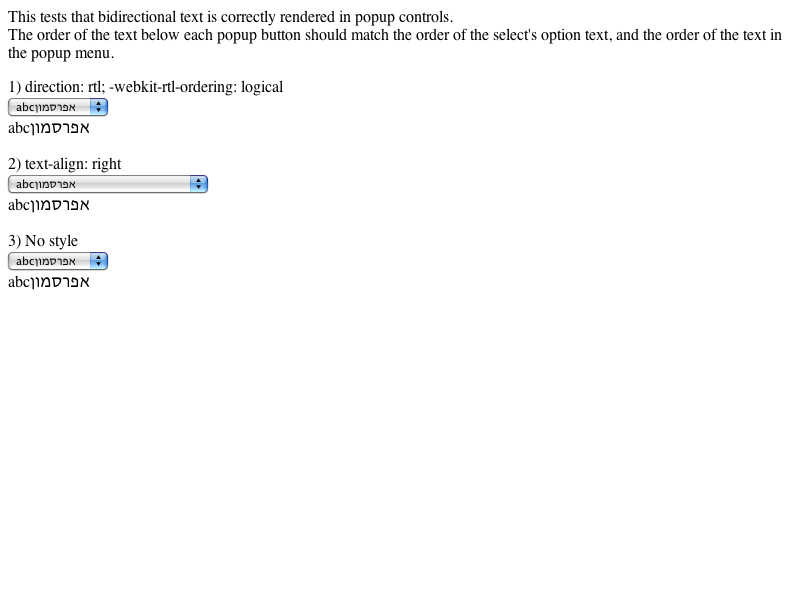 This tests that bidirectional text is correctly rendered in popup controls.
The order of the text below each popup button should match the order of the select's option text, and the order of the text in
the popup menu.
1) direction: rtl; -webkit-rtl-ordering: logical
abcאפרסמון
abcאפרסמון
2) text-align: right
abcאפרסמון
abcאפרסמון
3) No style
abcאפרסמון
abcאפרסמון